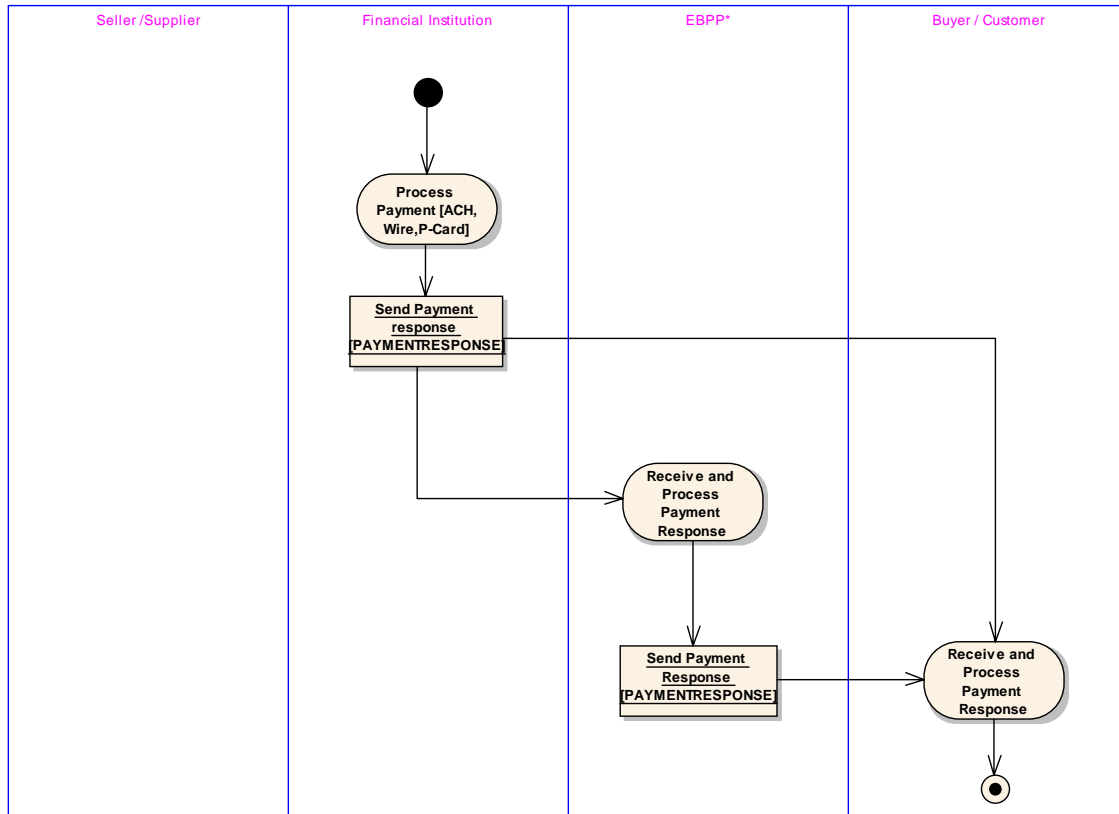 Seller /Supplier
Financial Institution
EBPP*
Buyer / Customer
Process
Payment [ACH,
Wire,P-Card]
Send Payment
response
[PAYMENTRESPONSE]
Receive and
Process
Payment
Response
Send Payment
Response
[PAYMENTRESPONSE]
Receive and
Process
Payment
Response